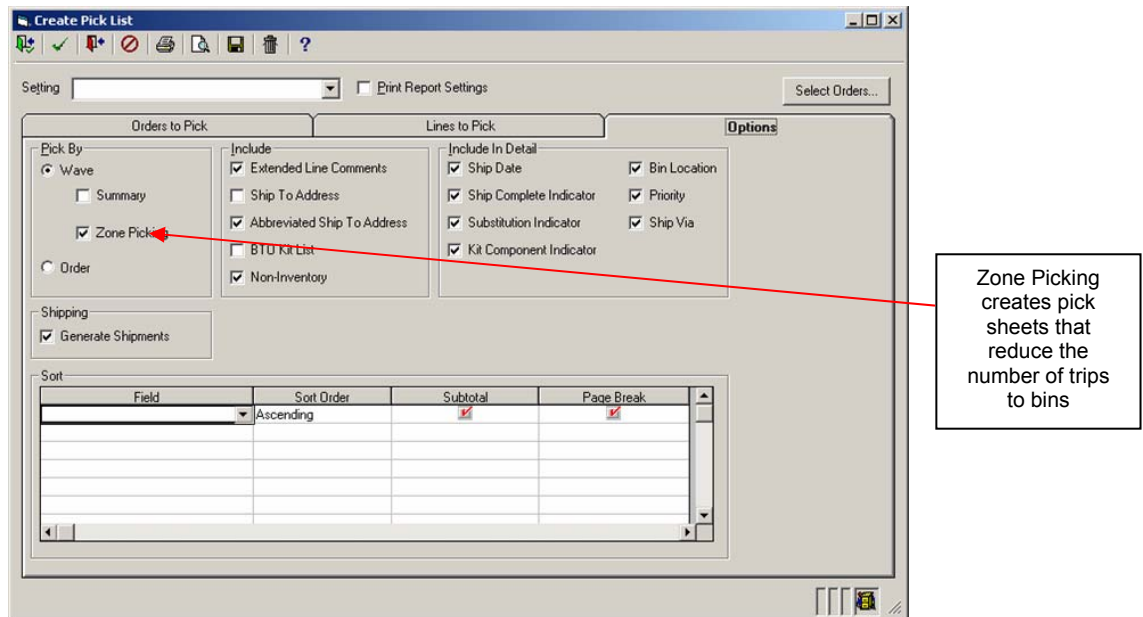 Create Pick List
Setting
Print Report Settings
Select Orders...
Orders to Pick
Lines to Pick
Options
Pick By
Wave
Summary
Zone Picking
Order
Include
Extended Line Comments
Ship To Address
Abbreviated Ship To Address
BTO Kit List
Non-Inventory
Include In Detail
Ship Date
Ship Complete Indicator
Substitution Indicator
Kit Component Indicator
Bin Location
Priority
Ship Via
Shipping
Generate Shipments
Sort
Field Sort Order Subtotal Page Break
Ascending
Zone Picking
creates pick
sheets that
reduce the
number of trips
to bins